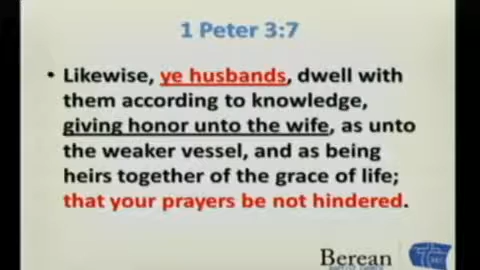 1 Peter 3:7
• Likewise, ye husbands, dwell with
them according to knowledge,
giving honor unto the wife, as unto
the weaker vessel, and as being
heirs together of the grace of life;
that your prayers be not hindered.
Berean